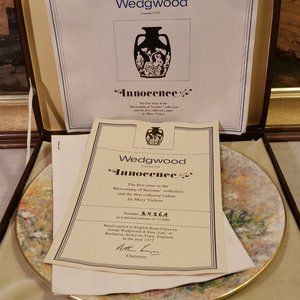 Wedgwood
Innocence
The first issue in the
"Blossoming of Suzanne" collection
and the first collector's plate
by Mary Vickers
Wedgwood
Innocence
The first issue in the
"Blossoming of Suzanne" collection
and the first collector's plate
by Mary Vickers
Number
in a limited edition of 17,000
Hand-crafted in English Bone China by
Josiah Wedgwood & Sons, Ltd., at
Barlaston, Stoke-on-Trent, England
in the year 1977
Chairman